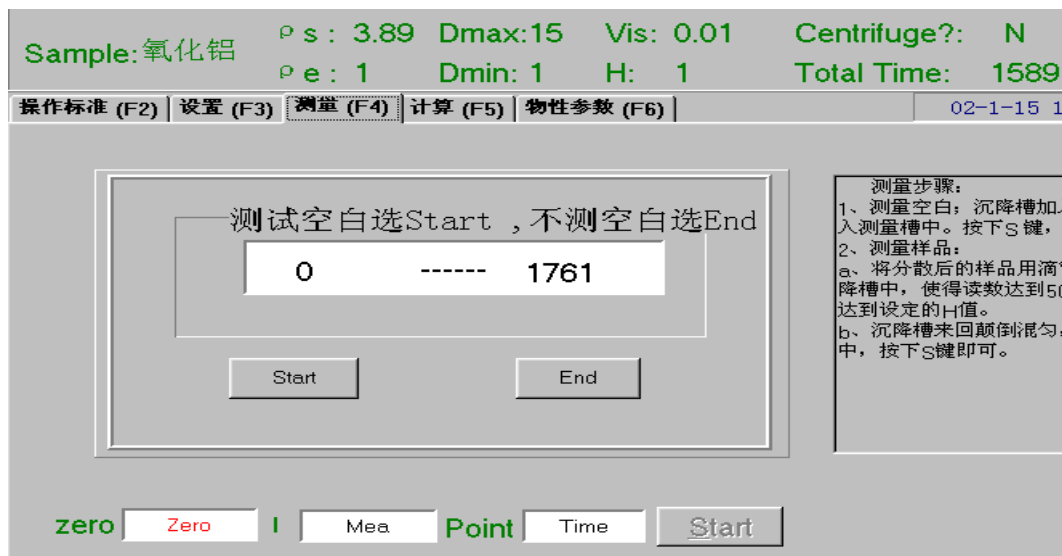 Sample:氧化铝 ρs: 3.89 Dmax:15 Vis: 0.01 Centrifuge?: N
ρe: 1 Dmin: 1 H: 1 Total Time: 1589
操作标准 (F2) 设置 (F3) 测量 (F4) 计算 (F5) 物性参数 (F6) 02-1-15 1
测试空白选Start ,不测空白选End
0 ------ 1761
Start End
测量步骤:
1、测量空白; 沉降槽加
入测量槽中。按下S键,
2、测量样品:
a、将分散后的样品用滴
降槽中, 使得读数达到50
达到设定的H值。
b、沉降槽来回颠倒混匀
中, 按下S键即可。
zero Zero I Mea Point Time Start